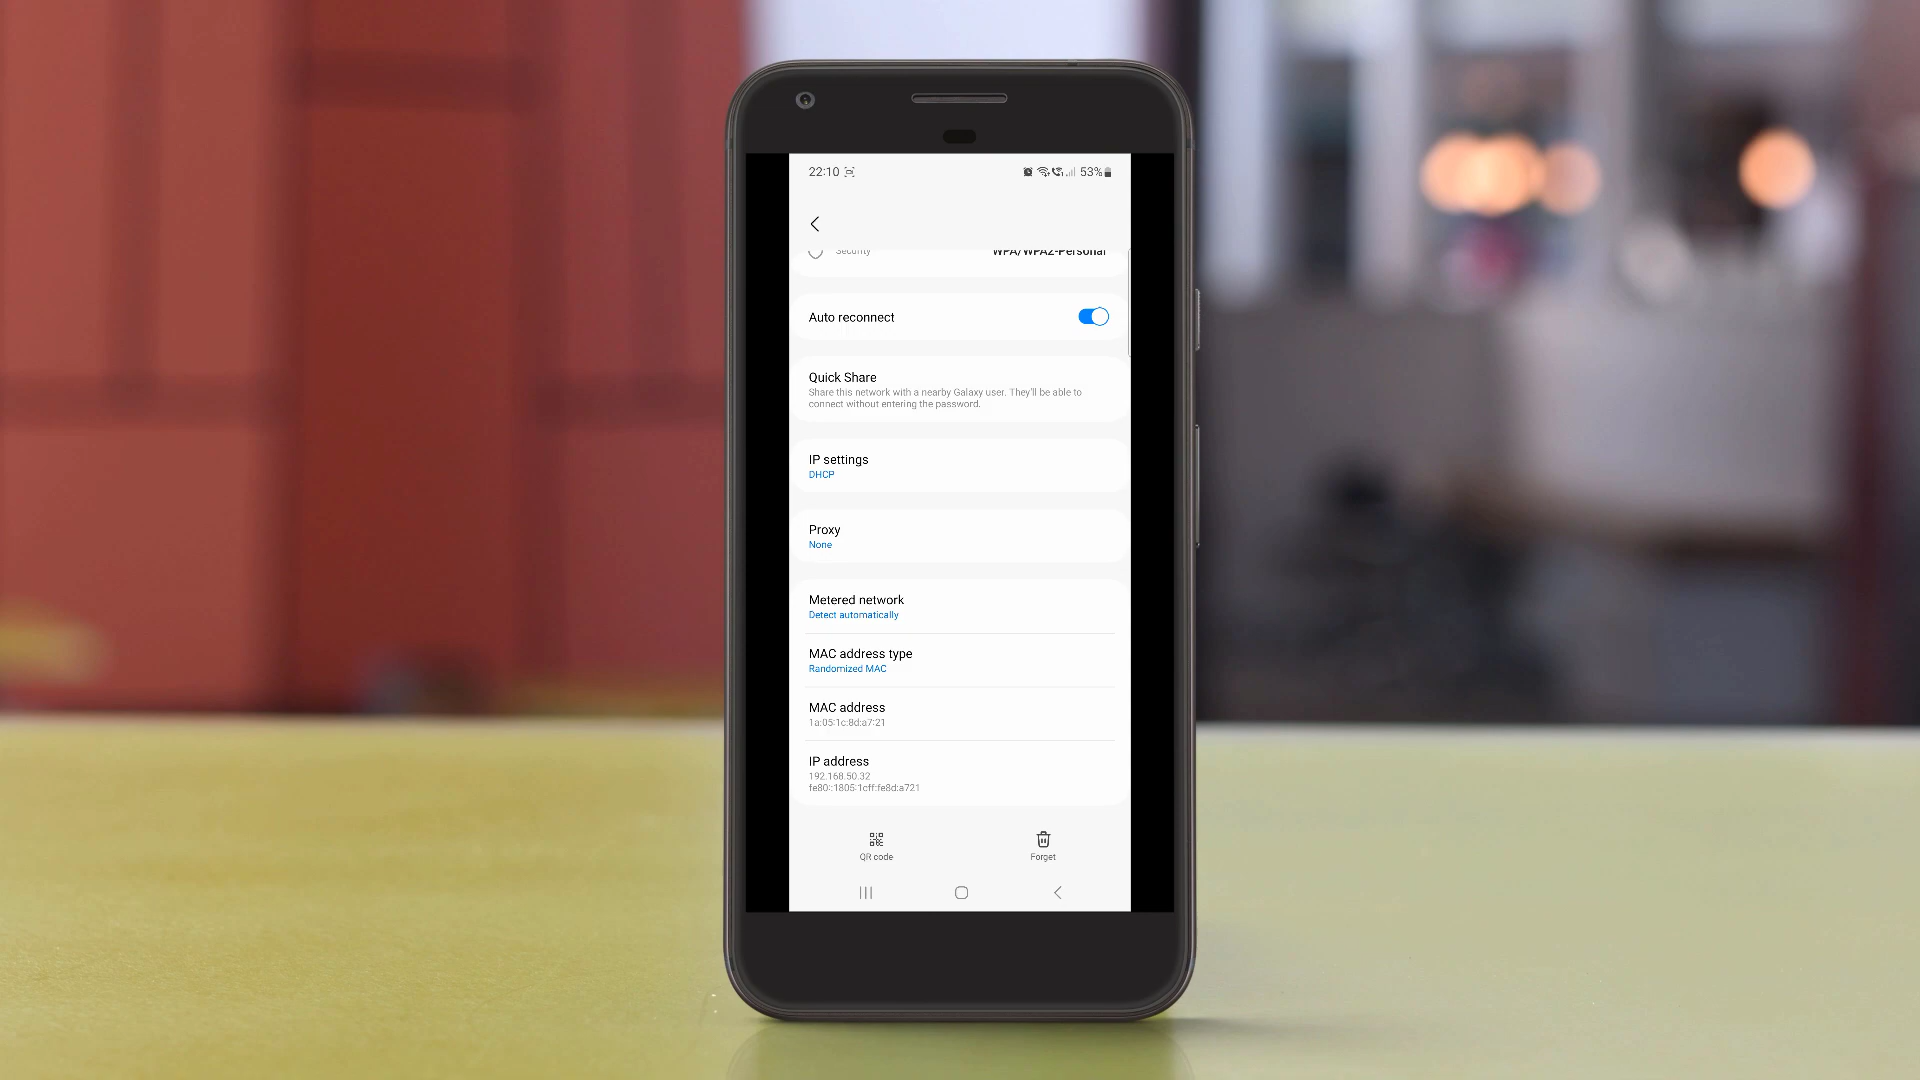 22:10 53%
Security WPA/WPA2-Personal
Auto reconnect
Quick Share
Share this network with a nearby Galaxy user. They'll be able to
connect without entering the password.
IP settings
DHCP
Proxy
None
Metered network
Detect automatically
MAC address type
Randomized MAC
MAC address
1a:05:1c:8d:a7:21
IP address
192.168.50.32
fe80::1805:1cff:fe8d:a721
QR code Forget